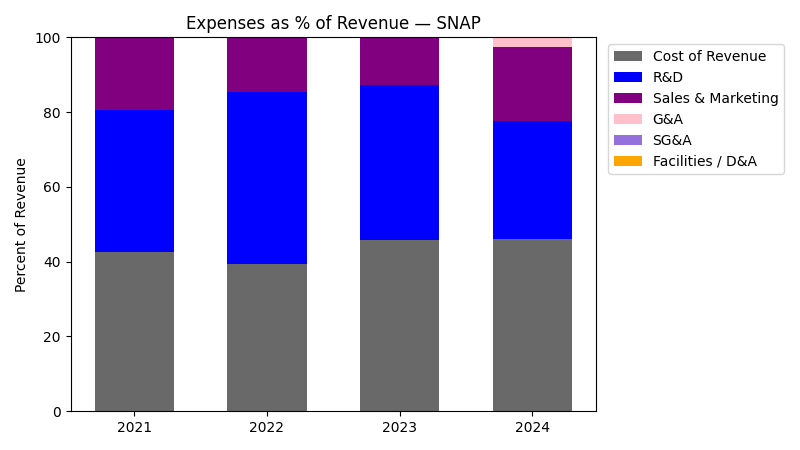 Expenses as % of Revenue — SNAP
Percent of Revenue
100
80
60
40
20
0
2021
2022
2023
2024
Cost of Revenue
R&D
Sales & Marketing
G&A
SG&A
Facilities / D&A